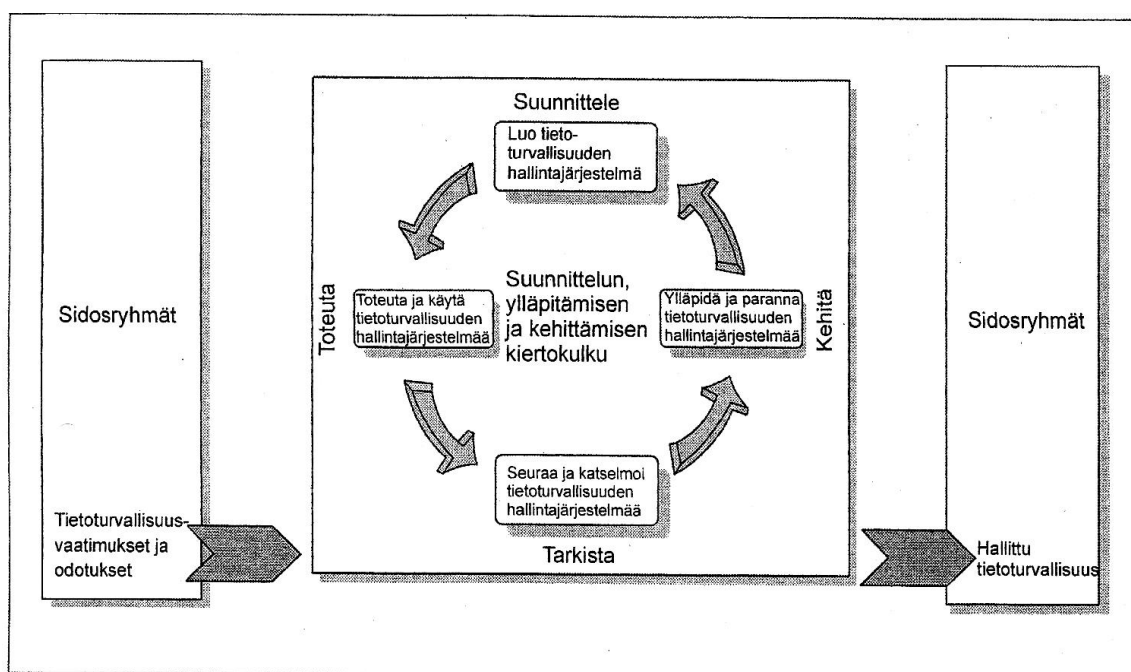 Sidosryhmät
Tietoturvallisuus-
vaatimukset ja
odotukset
Suunnittele
Luo tieto-
turvallisuuden
hallintajärjestelmä
Toteuta
Toteuta ja käytä
tietoturvallisuuden
hallintajärjestelmää
Suunnittelun,
ylläpitämisen
ja kehittämisen
kiertokulku
Ylläpidä ja paranna
tietoturvallisuuden
hallintajärjestelmää
Kehitä
Seuraa ja katselmoi
tietoturvallisuuden
hallintajärjestelmää
Tarkista
Sidosryhmät
Hallittu
tietoturvallisuus